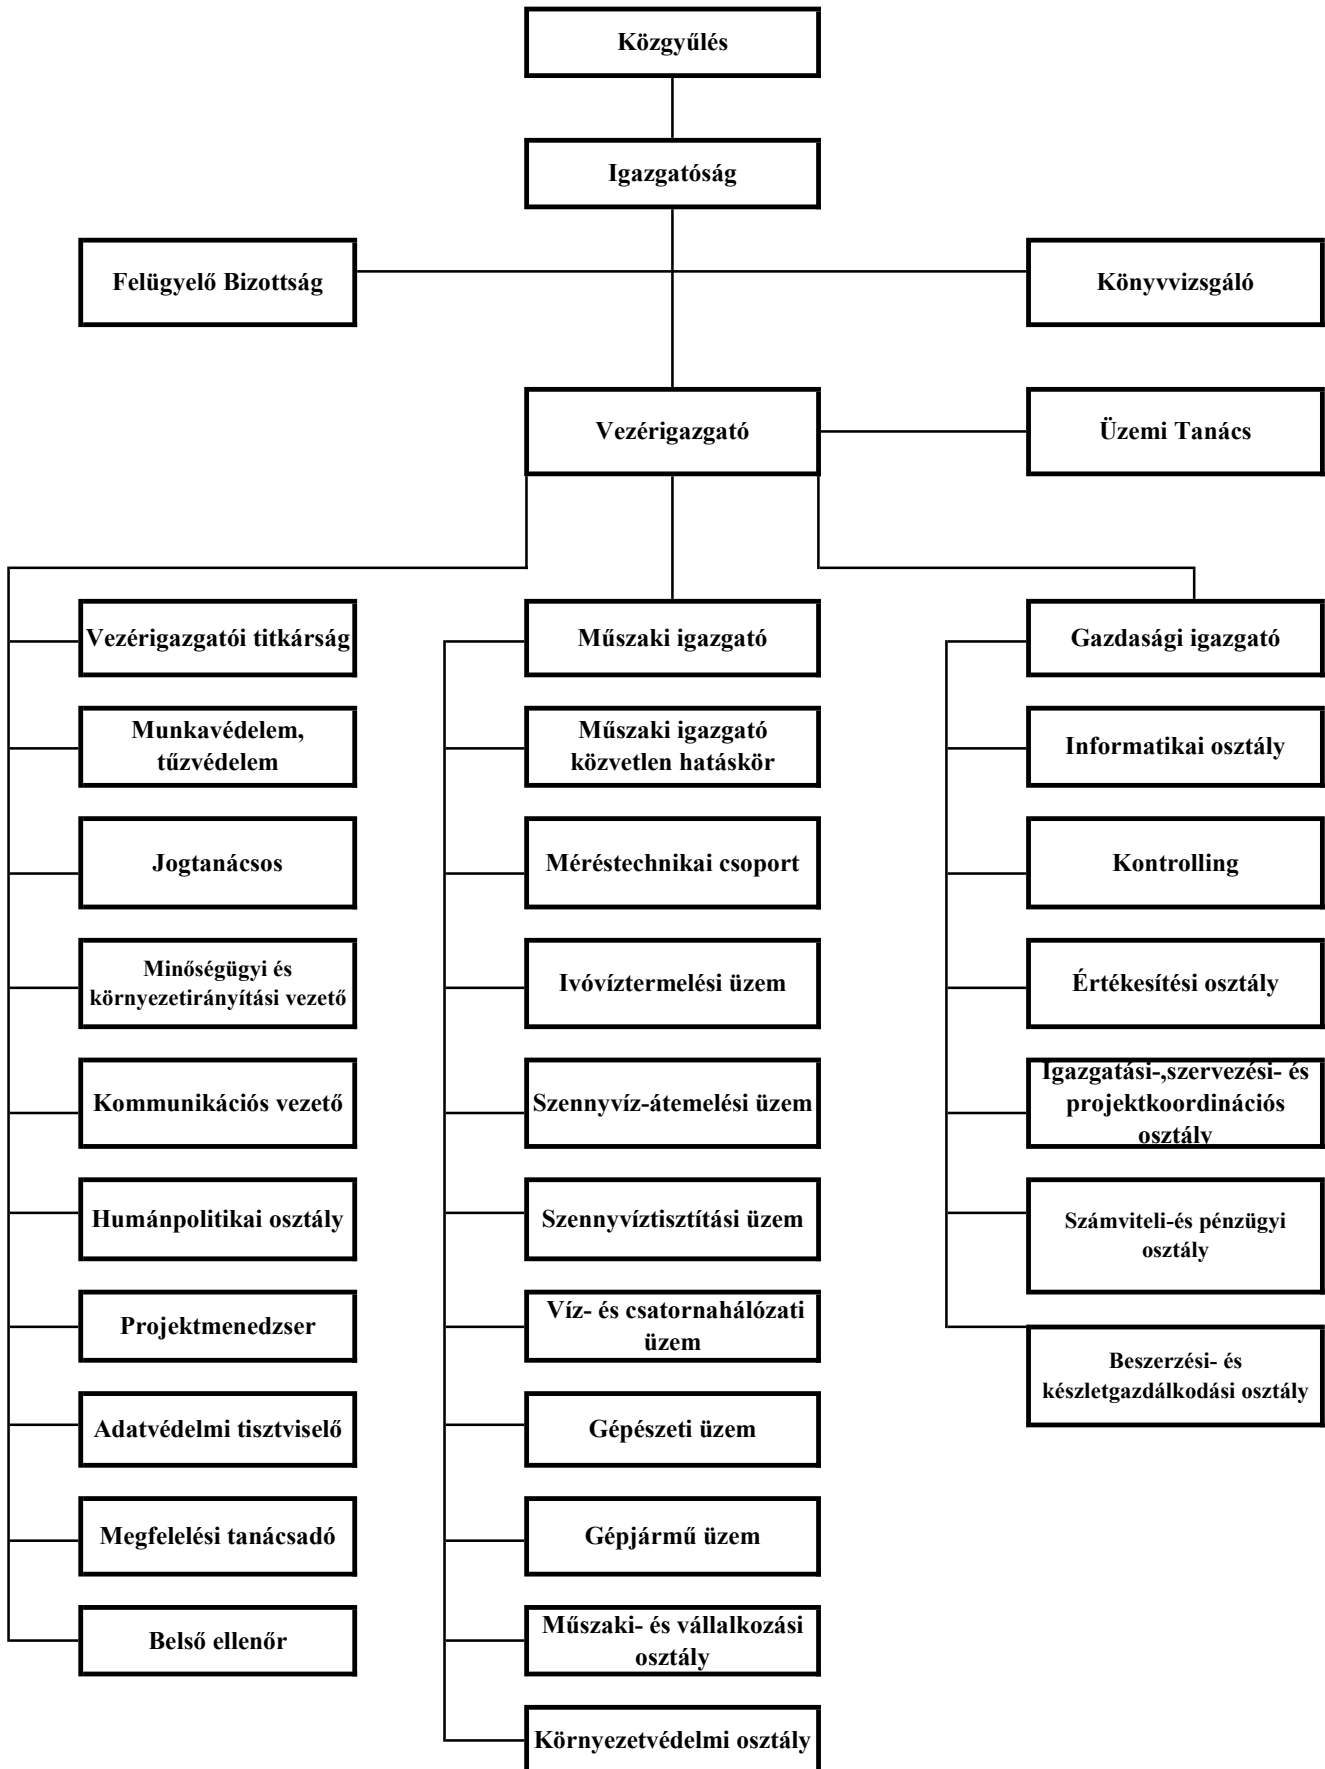 Közgyűlés
Igazgatóság
Felügyelő Bizottság
Könyvvizsgáló
Vezérigazgató
Üzemi Tanács
Vezérigazgatói titkárság
Munkavédelem,
tűzvédelem
Jogtanácsos
Minőségügyi és
környezetirányítási vezető
Kommunikációs vezető
Humánpolitikai osztály
Projektmenedzser
Adatvédelmi tisztviselő
Megfelelési tanácsadó
Belső ellenőr
Műszaki igazgató
Műszaki igazgató
közvetlen hatáskör
Méréstechnikai csoport
Ivóvíztermelési üzem
Szennyvíz-átemelési üzem
Szennyvíztisztítási üzem
Víz- és csatornahálózati
üzem
Gépészeti üzem
Gépjármű üzem
Műszaki- és vállalkozási
osztály
Környezetvédelmi osztály
Gazdasági igazgató
Informatikai osztály
Kontrolling
Értékesítési osztály
Igazgatási-,szervezési- és
projektkoordinációs
osztály
Számviteli-és pénzügyi
osztály
Beszerzési- és
készletgazdálkodási osztály